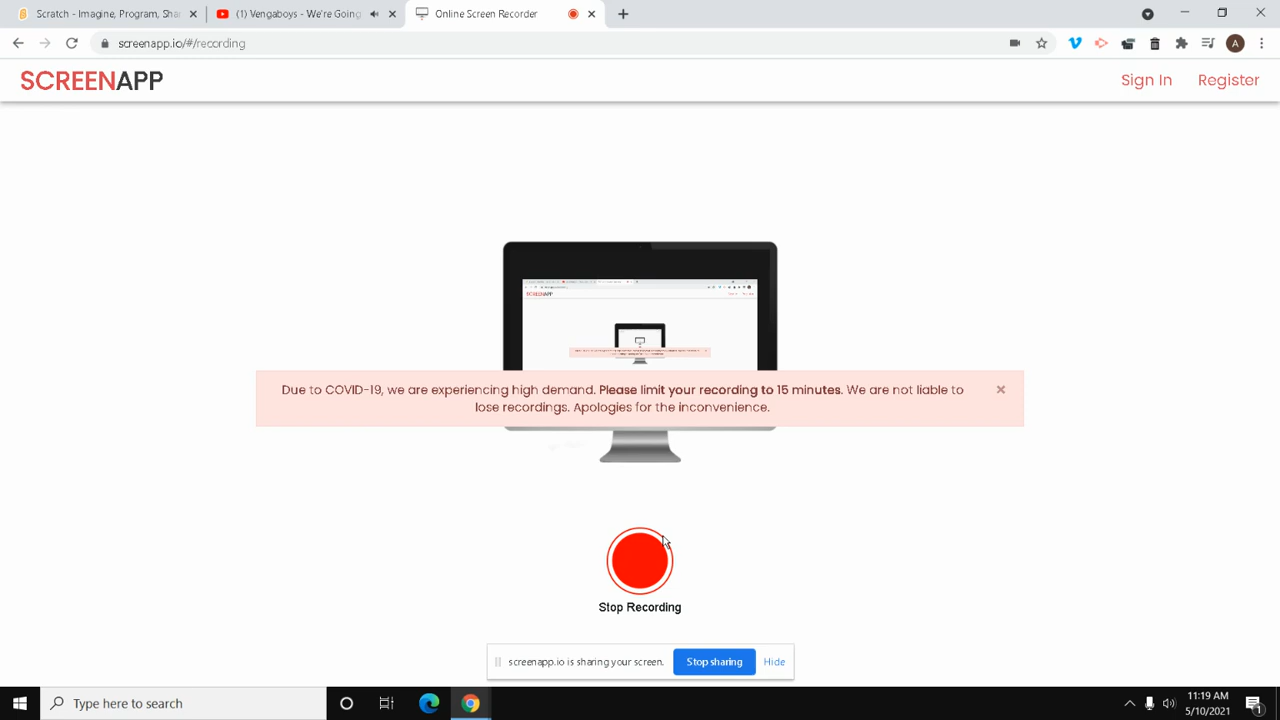 Scratch - Imagine, Program, Shar
(1) Vengaboys - We're Going
Online Screen Recorder
screenapp.io/#/recording
A
SCREENAPP
Sign In
Register
SCREENAPP
Due to COVID-19, we are experiencing high demand. Please limit your recording to 15 minutes. We are not liable to
lose recordings. Apologies for the inconvenience.
Stop Recording
screenapp.io is sharing your screen.
Stop sharing
Hide
Type here to search
11:19 AM
5/10/2021
1